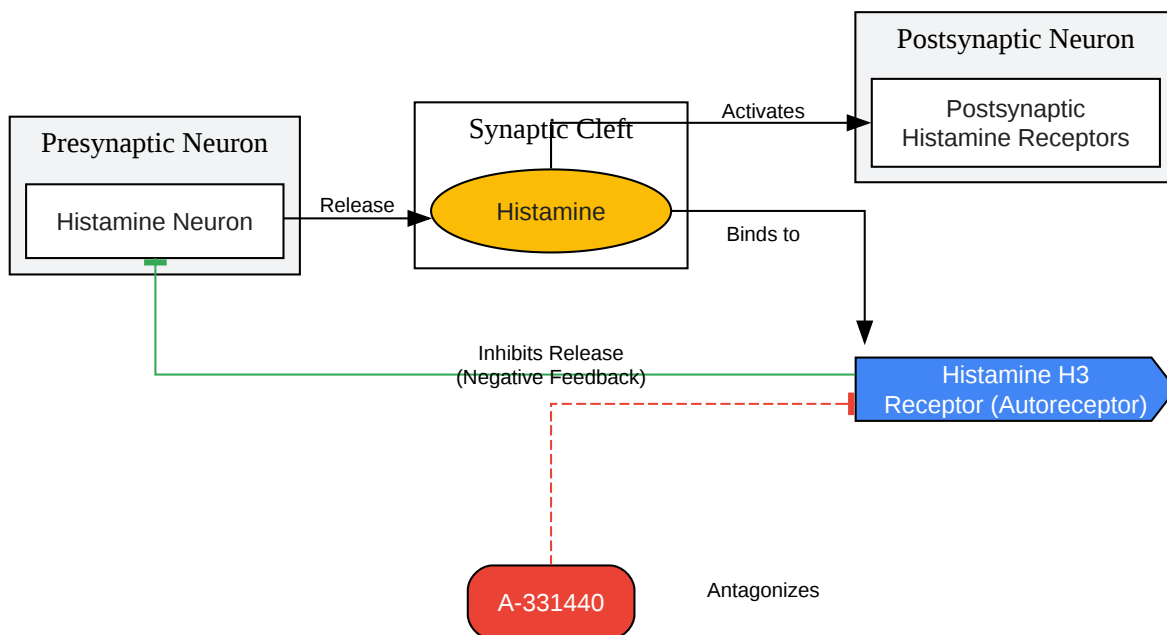 Postsynaptic Neuron
Postsynaptic
Histamine Receptors
Activates
Synaptic Cleft
Presynaptic Neuron
Histamine Neuron
Release
Histamine
Binds to
Inhibits Release
(Negative Feedback)
Histamine H3
Receptor (Autoreceptor)
A-331440
Antagonizes